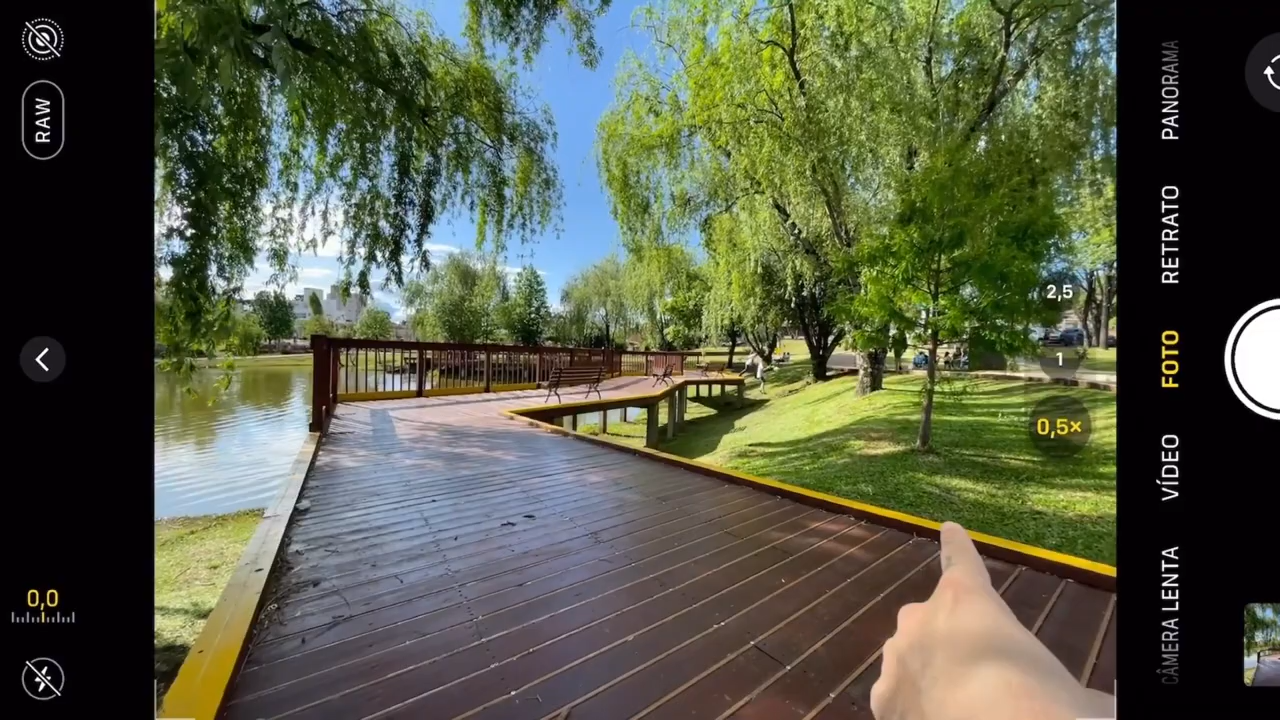 RAW
0,0
2,5
1
0,5×
PANORAMA
RETRATO
FOTO
VÍDEO
CÂMERA LENTA